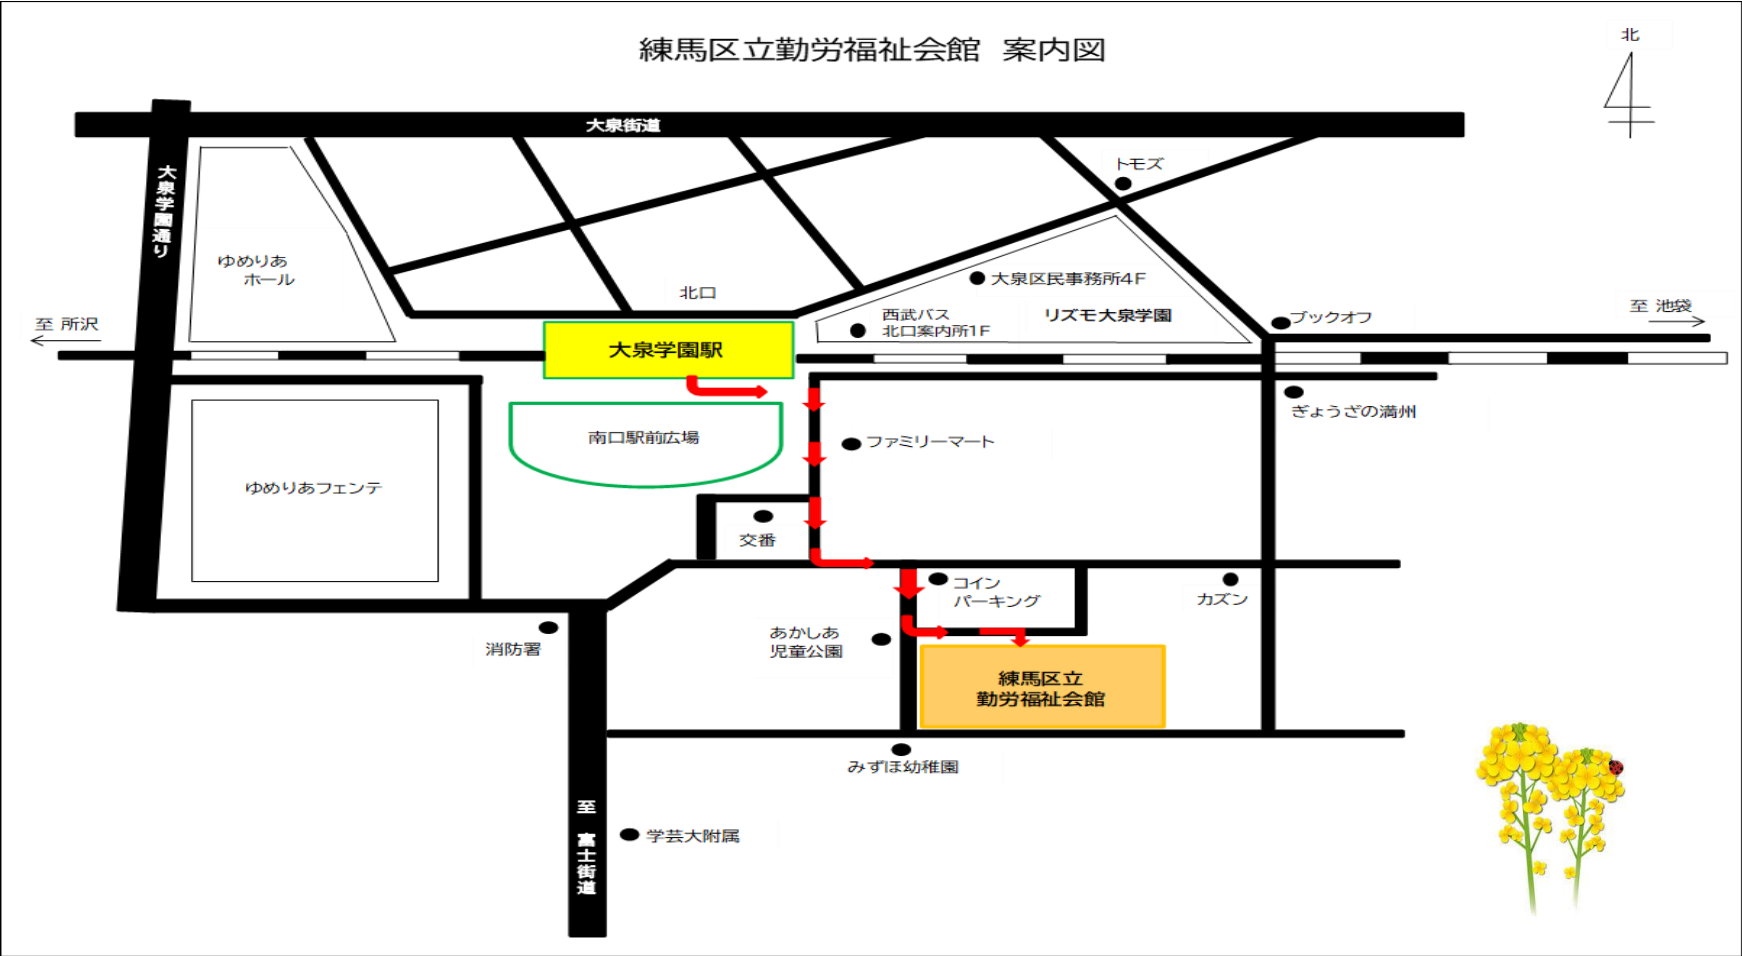 練馬区立勤労福祉会館 案内図
北
大泉街道
大泉学園通り
トモズ
ゆめりあ
ホール
北口
大泉区民事務所4F
西武バス
北口案内所1F
リズモ大泉学園
ブックオフ
至 所沢
至 池袋
大泉学園駅
南口駅前広場
ファミリーマート
ぎょうざの満州
ゆめりあフェンテ
交番
コイン
パーキング
カズン
消防署
あかしあ
児童公園
練馬区立
勤労福祉会館
みずほ幼稚園
至 富士街道
学芸大附属